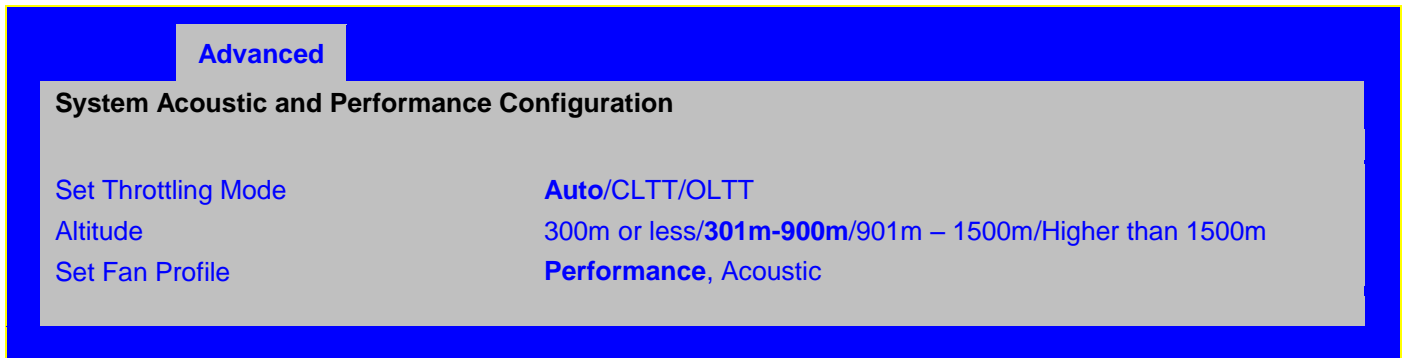 Advanced
System Acoustic and Performance Configuration
Set Throttling Mode Auto/CLTT/OLTT
Altitude 300m or less/301m-900m/901m – 1500m/Higher than 1500m
Set Fan Profile Performance, Acoustic